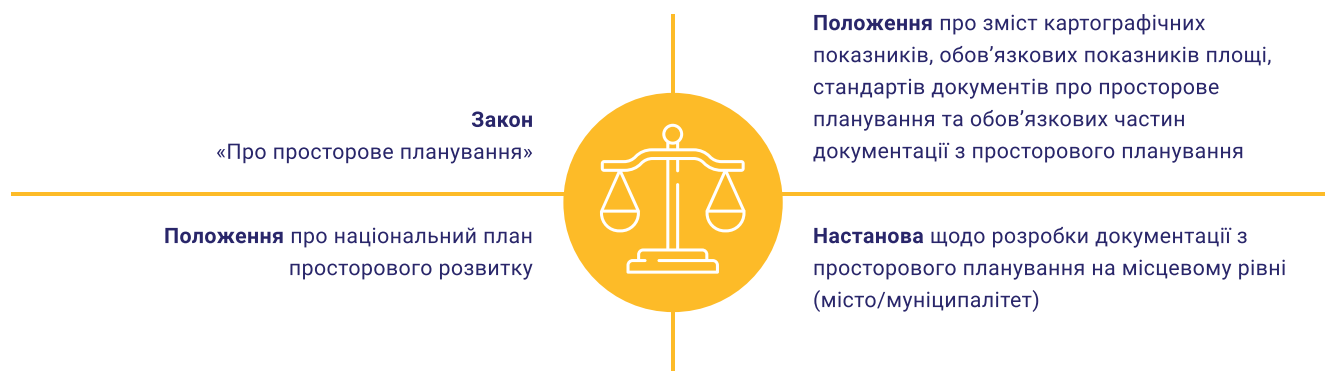 Закон
«Про просторове планування»
Положення про зміст картографічних
показників, обов’язкових показників площі,
стандартів документів про просторове
планування та обов’язкових частин
документації з просторового планування
Положення про національний план
просторового розвитку
Настанова щодо розробки документації з
просторового планування на місцевому рівні
(місто/муніципалітет)